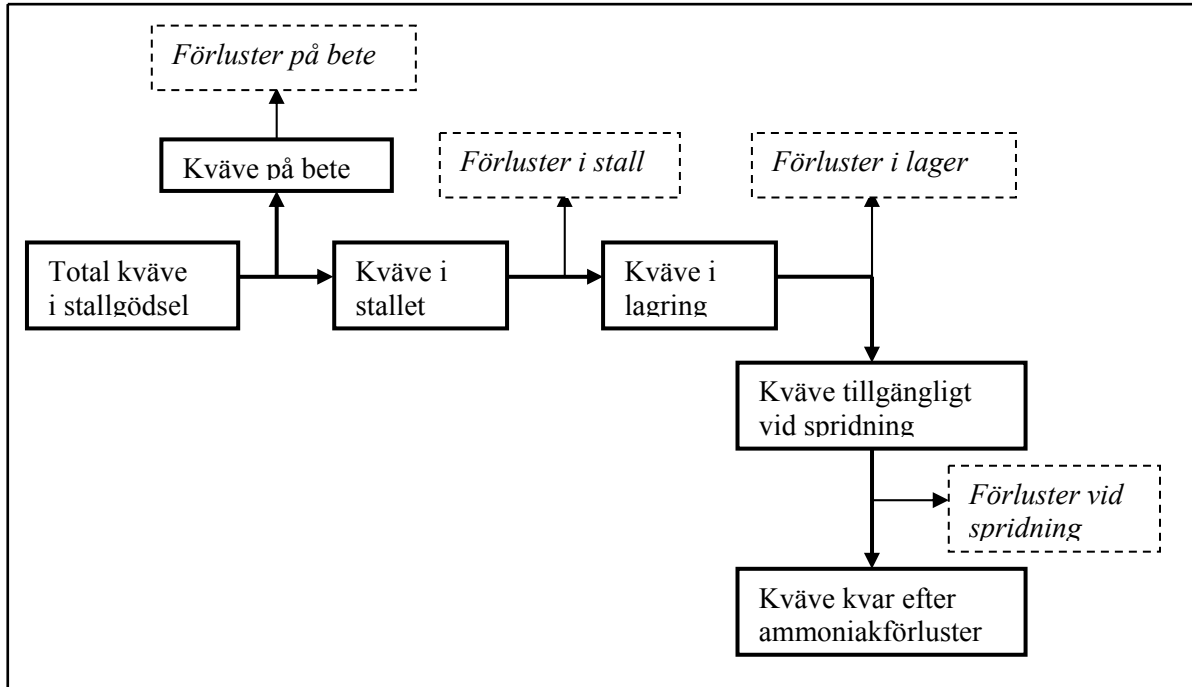 Förluster på bete
Kväve på bete
Förluster i stall
Förluster i lager
Total kväve
i stallgödsel
Kväve i
stallet
Kväve i
lagring
Kväve tillgängligt
vid spridning
Förluster vid
spridning
Kväve kvar efter
ammoniakförluster